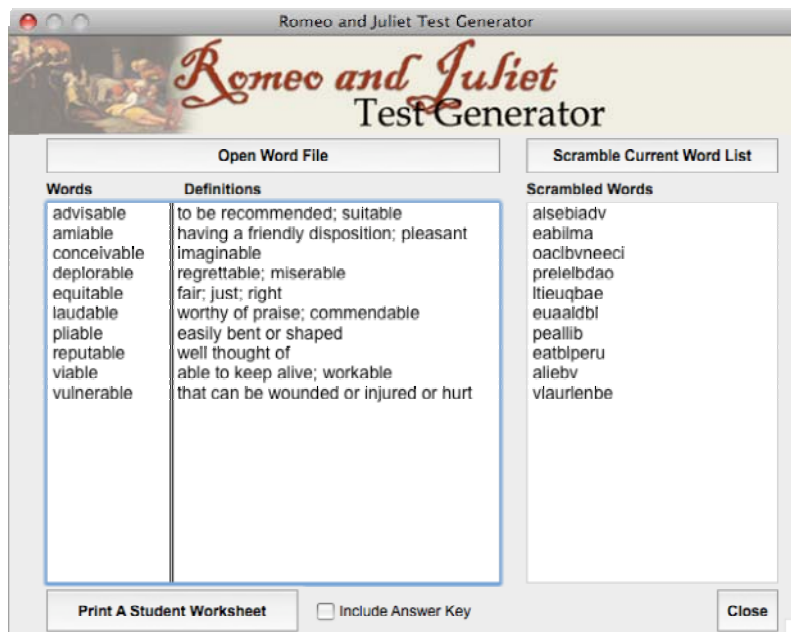 Romeo and Juliet Test Generator
Romeo and Juliet
Test Generator
Open Word File
Scramble Current Word List
Words Definitions Scrambled Words
advisable to be recommended; suitable alsebiadv
amiable having a friendly disposition; pleasant eabilma
conceivable imaginable oaclbvneeci
deplorable regrettable; miserable prelelbdao
equitable fair; just; right ltieuqbae
laudable worthy of praise; commendable euaaldbl
pliable easily bent or shaped peallib
reputable well thought of eatblperu
viable able to keep alive; workable aliebv
vulnerable that can be wounded or injured or hurt vlaurlenbe
Print A Student Worksheet Include Answer Key Close